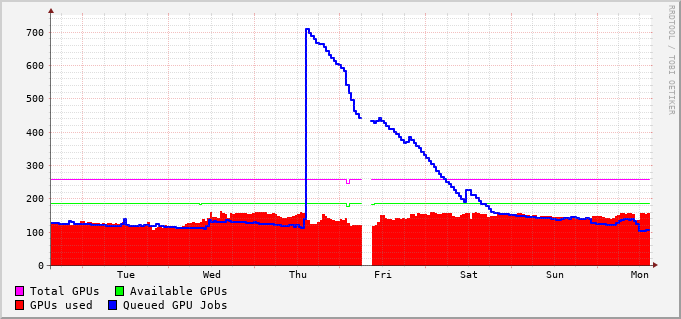 RRDTOOL / TOBI OETIKER
700
600
500
400
300
200
100
0
Tue Wed Thu Fri Sat Sun Mon
Total GPUs Available GPUs
GPUs used Queued GPU Jobs